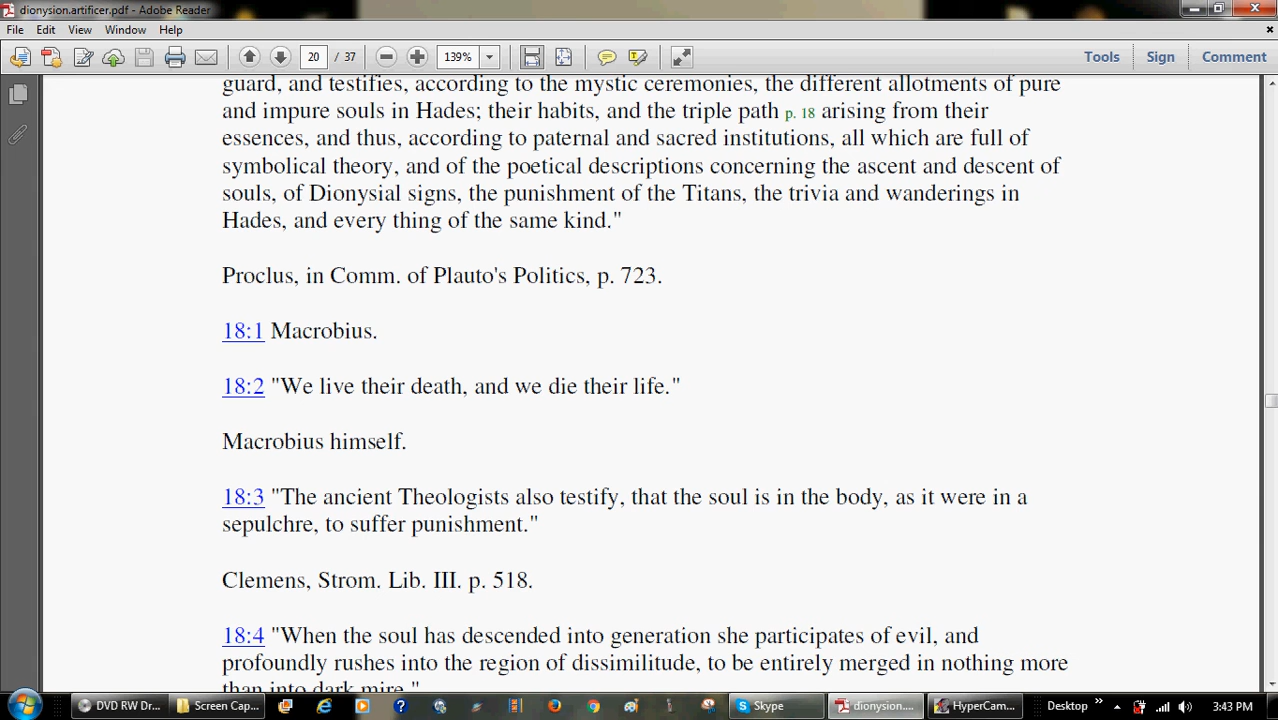 dionysion.artificer.pdf - Adobe Reader
File Edit View Window Help
20 / 37 139% Tools Sign Comment
guard, and testifies, according to the mystic ceremonies, the different allotments of pure
and impure souls in Hades; their habits, and the triple path p. 18 arising from their
essences, and thus, according to paternal and sacred institutions, all which are full of
symbolical theory, and of the poetical descriptions concerning the ascent and descent of
souls, of Dionysial signs, the punishment of the Titans, the trivia and wanderings in
Hades, and every thing of the same kind."
Proclus, in Comm. of Plauto's Politics, p. 723.
18:1 Macrobius.
18:2 "We live their death, and we die their life."
Macrobius himself.
18:3 "The ancient Theologists also testify, that the soul is in the body, as it were in a
sepulchre, to suffer punishment."
Clemens, Strom. Lib. III. p. 518.
18:4 "When the soul has descended into generation she participates of evil, and
profoundly rushes into the region of dissimilitude, to be entirely merged in nothing more
than into dark mire."
DVD RW Dr... Screen Cap... Skype dionysion.... HyperCam... Desktop » 3:43 PM